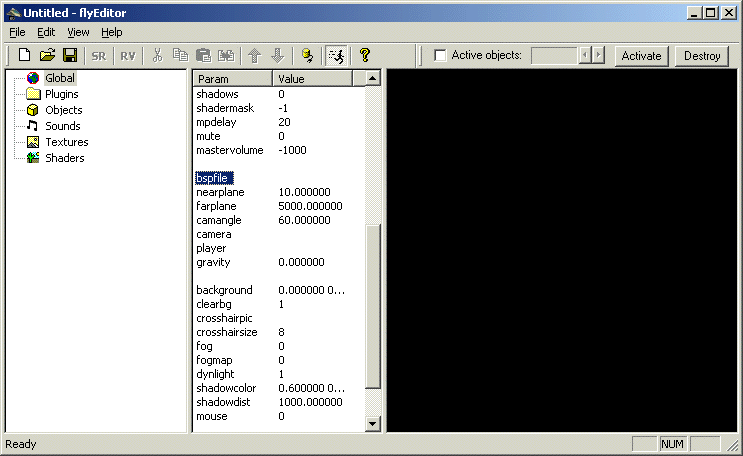 Untitled - flyEditor
File Edit View Help
SR RV Active objects: Activate Destroy
Global
Plugins
Objects
Sounds
Textures
Shaders
Param Value
shadows 0
shadermask -1
mpdelay 20
mute 0
mastervolume -1000
bspfile
nearplane 10.000000
farplane 5000.000000
camangle 60.000000
camera
player
gravity 0.000000
background 0.000000 0...
clearbg 1
crosshairpic
crosshairsize 8
fog 0
fogmap 0
dynlight 1
shadowcolor 0.600000 0...
shadowdist 1000.000000
mouse 0
Ready NUM